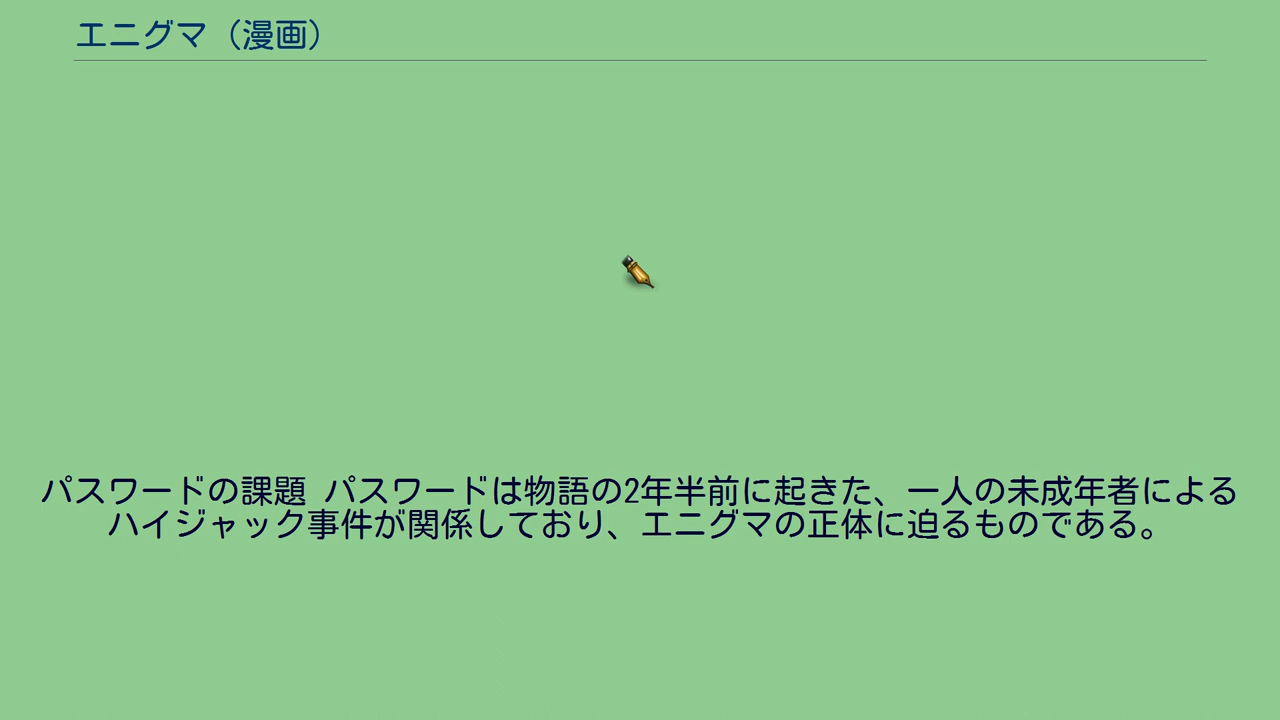 エニグマ（漫画）
パスワードの課題 パスワードは物語の2年半前に起きた、一人の未成年者による
ハイジャック事件が関係しており、エニグマの正体に迫るものである。